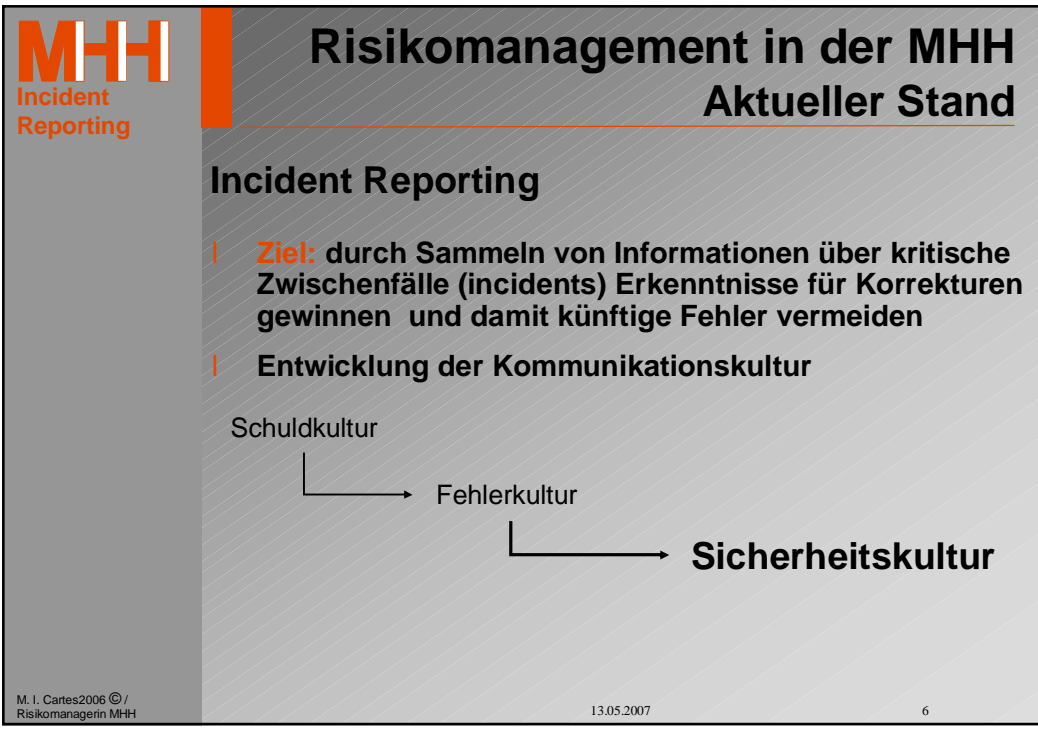 MHH
Incident
Reporting
Risikomanagement in der MHH
Aktueller Stand
Incident Reporting
l Ziel: durch Sammeln von Informationen über kritische
Zwischenfälle (incidents) Erkenntnisse für Korrekturen
gewinnen und damit künftige Fehler vermeiden
l Entwicklung der Kommunikationskultur
Schuldkultur
Fehlerkultur
Sicherheitskultur
M. I. Cartes2006 © /
Risikomanagerin MHH
13.05.2007
6